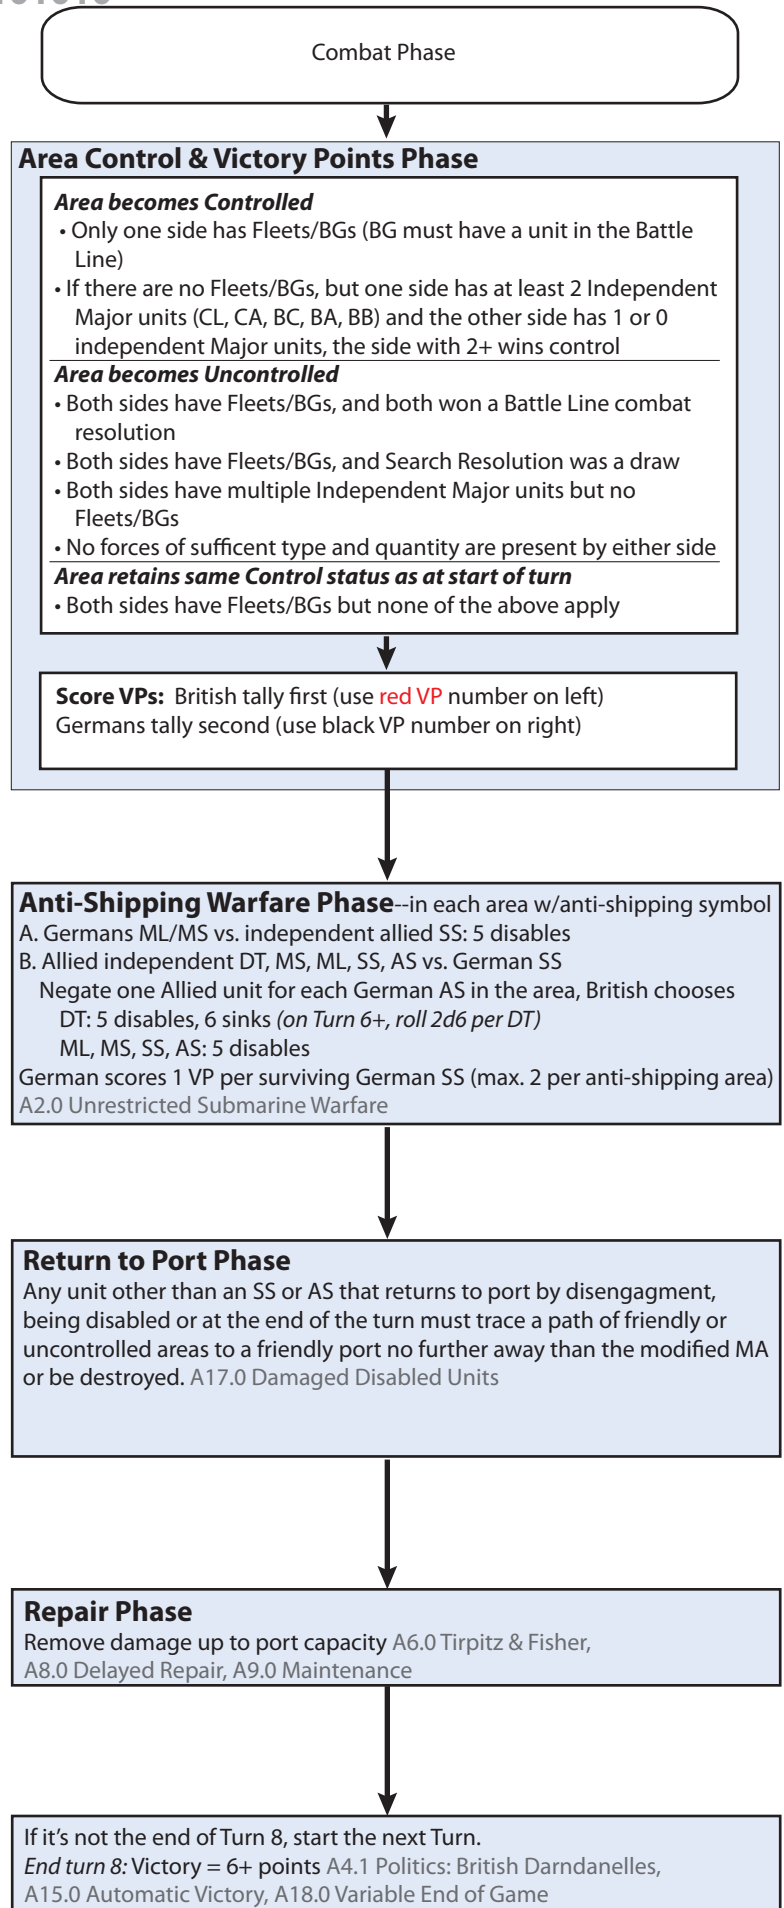 Combat Phase
Area Control & Victory Points Phase
Area becomes Controlled
• Only one side has Fleets/BGs (BG must have a unit in the Battle
Line)
• If there are no Fleets/BGs, but one side has at least 2 Independent
Major units (CL, CA, BC, BA, BB) and the other side has 1 or 0
independent Major units, the side with 2+ wins control
Area becomes Uncontrolled
• Both sides have Fleets/BGs, and both won a Battle Line combat
resolution
• Both sides have Fleets/BGs, and Search Resolution was a draw
• Both sides have multiple Independent Major units but no
Fleets/BGs
• No forces of sufficent type and quantity are present by either side
Area retains same Control status as at start of turn
• Both sides have Fleets/BGs but none of the above apply
Score VPs: British tally first (use red VP number on left)
Germans tally second (use black VP number on right)
Anti-Shipping Warfare Phase--in each area w/anti-shipping symbol
A. Germans ML/MS vs. independent allied SS: 5 disables
B. Allied independent DT, MS, ML, SS, AS vs. German SS
Negate one Allied unit for each German AS in the area, British chooses
DT: 5 disables, 6 sinks (on Turn 6+, roll 2d6 per DT)
ML, MS, SS, AS: 5 disables
German scores 1 VP per surviving German SS (max. 2 per anti-shipping area)
A2.0 Unrestricted Submarine Warfare
Return to Port Phase
Any unit other than an SS or AS that returns to port by disengagment,
being disabled or at the end of the turn must trace a path of friendly or
uncontrolled areas to a friendly port no further away than the modified MA
or be destroyed. A17.0 Damaged Disabled Units
Repair Phase
Remove damage up to port capacity A6.0 Tirpitz & Fisher,
A8.0 Delayed Repair, A9.0 Maintenance
If it's not the end of Turn 8, start the next Turn.
End turn 8: Victory = 6+ points A4.1 Politics: British Darndanelles,
A15.0 Automatic Victory, A18.0 Variable End of Game